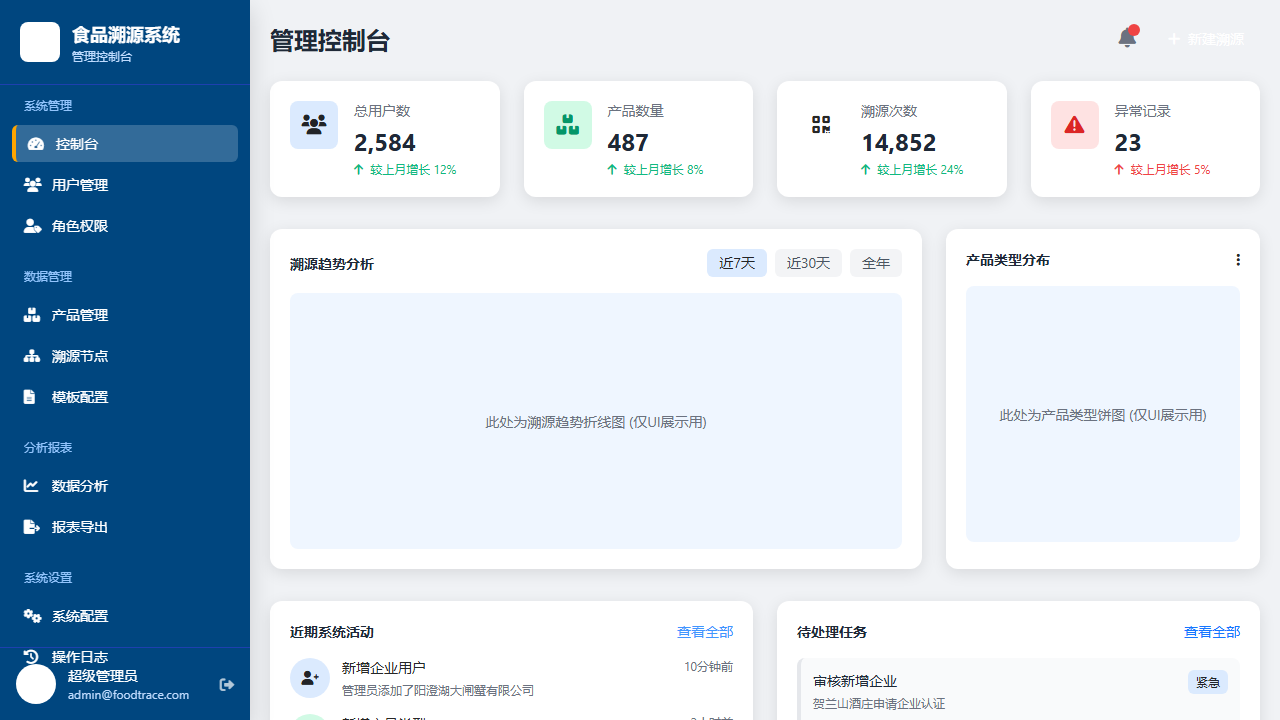 食品溯源系统
管理控制台
系统管理
控制台
用户管理
角色权限
数据管理
产品管理
溯源节点
模板配置
分析报表
数据分析
报表导出
系统设置
系统配置
操作日志
超级管理员
admin@foodtrace.com
管理控制台
新建溯源
总用户数
2,584
较上月增长 12%
产品数量
487
较上月增长 8%
溯源次数
14,852
较上月增长 24%
异常记录
23
较上月增长 5%
溯源趋势分析
近7天
近30天
全年
此处为溯源趋势折线图 (仅UI展示用)
产品类型分布
此处为产品类型饼图 (仅UI展示用)
近期系统活动
查看全部
新增企业用户
10分钟前
管理员添加了阳澄湖大闸蟹有限公司
待处理任务
查看全部
审核新增企业
紧急
贺兰山酒庄申请企业认证